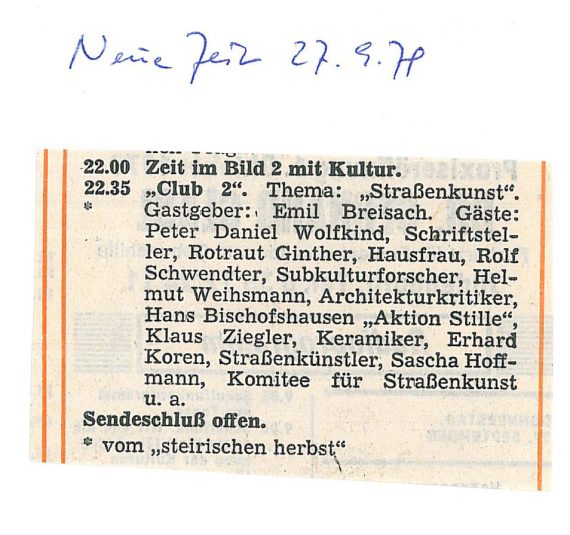 Neue Zeit 27.9.79
22.00 Zeit im Bild 2 mit Kultur.
22.35 „Club 2“. Thema: „Straßenkunst“.
* Gastgeber: Emil Breisach. Gäste:
Peter Daniel Wolfkind, Schriftstel-
ler, Rotraut Ginther, Hausfrau, Rolf
Schwendter, Subkulturforscher, Hel-
mut Weihsmann, Architekturkritiker,
Hans Bischofshausen „Aktion Stille“,
Klaus Ziegler, Keramiker, Erhard
Koren, Straßenkünstler, Sascha Hoff-
mann, Komitee für Straßenkunst
u. a.
Sendeschluß offen.
* vom „steirischen herbst“